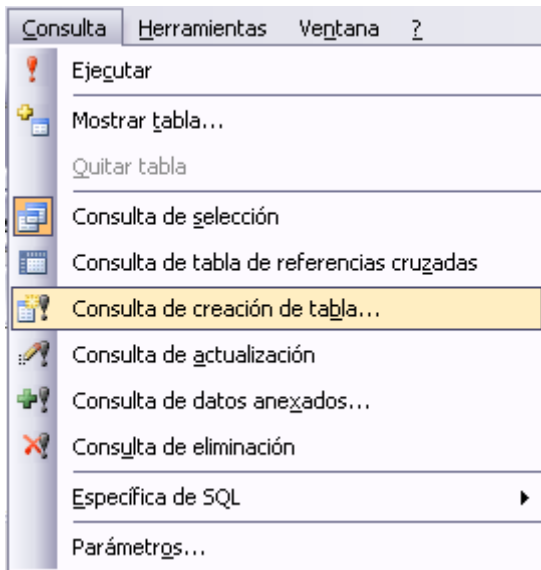 Consulta Herramientas Ventana ?
Ejecutar
Mostrar tabla...
Quitar tabla
Consulta de selección
Consulta de tabla de referencias cruzadas
Consulta de creación de tabla...
Consulta de actualización
Consulta de datos anexados...
Consulta de eliminación
Específica de SQL
Parámetros...